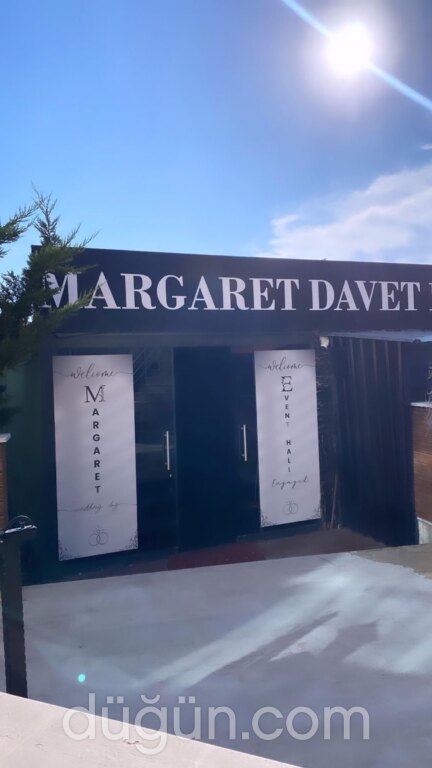 MARGARET DAVET
welcome
MARGARET
welcome
EVENT HALL
Engaged
düğün.com